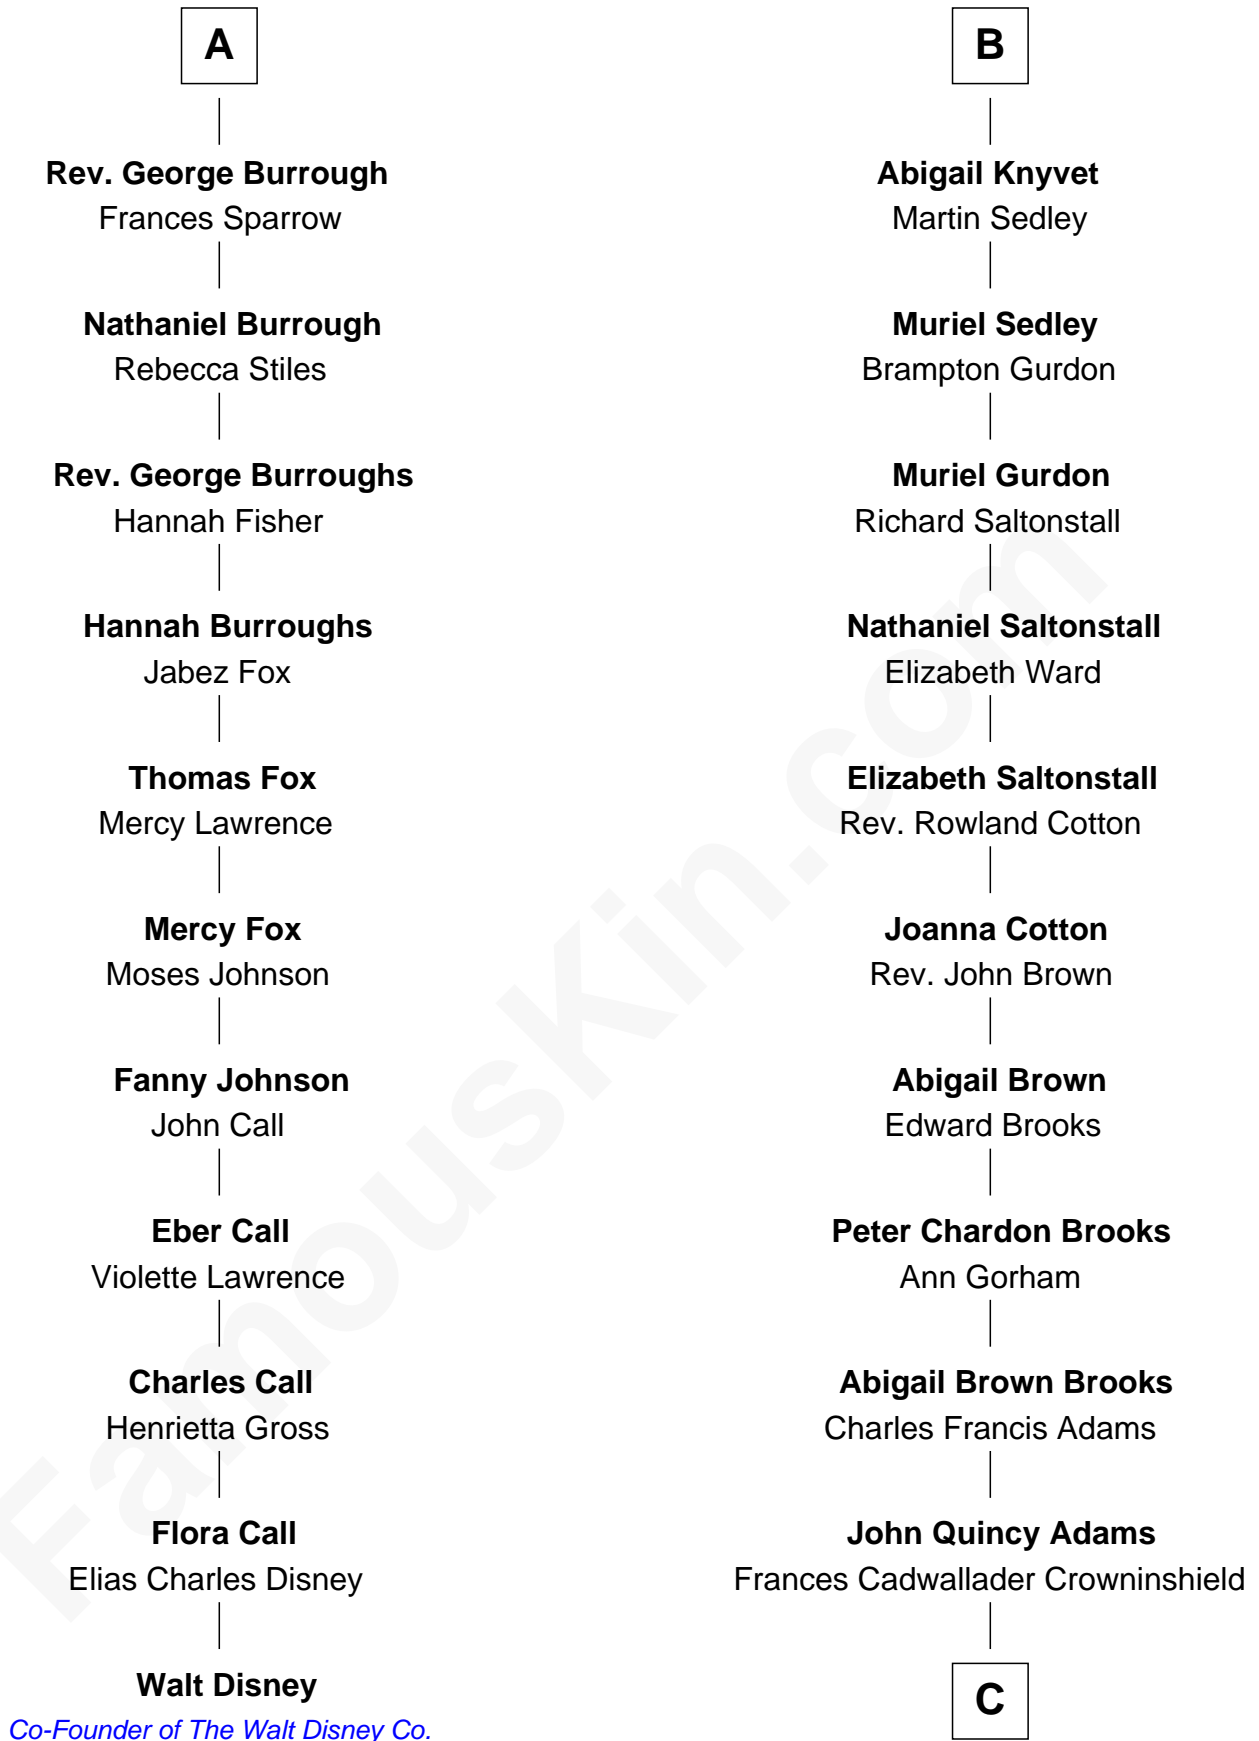 A
Rev. George Burrough
Frances Sparrow
Nathaniel Burrough
Rebecca Stiles
Rev. George Burroughs
Hannah Fisher
Hannah Burroughs
Jabez Fox
Thomas Fox
Mercy Lawrence
Mercy Fox
Moses Johnson
Fanny Johnson
John Call
Eber Call
Violette Lawrence
Charles Call
Henrietta Gross
Flora Call
Elias Charles Disney
Walt Disney
Co-Founder of The Walt Disney Co.
B
Abigail Knyvet
Martin Sedley
Muriel Sedley
Brampton Gurdon
Muriel Gurdon
Richard Saltonstall
Nathaniel Saltonstall
Elizabeth Ward
Elizabeth Saltonstall
Rev. Rowland Cotton
Joanna Cotton
Rev. John Brown
Abigail Brown
Edward Brooks
Peter Chardon Brooks
Ann Gorham
Abigail Brown Brooks
Charles Francis Adams
John Quincy Adams
Frances Cadwallader Crowninshield
C
FamousKin.com